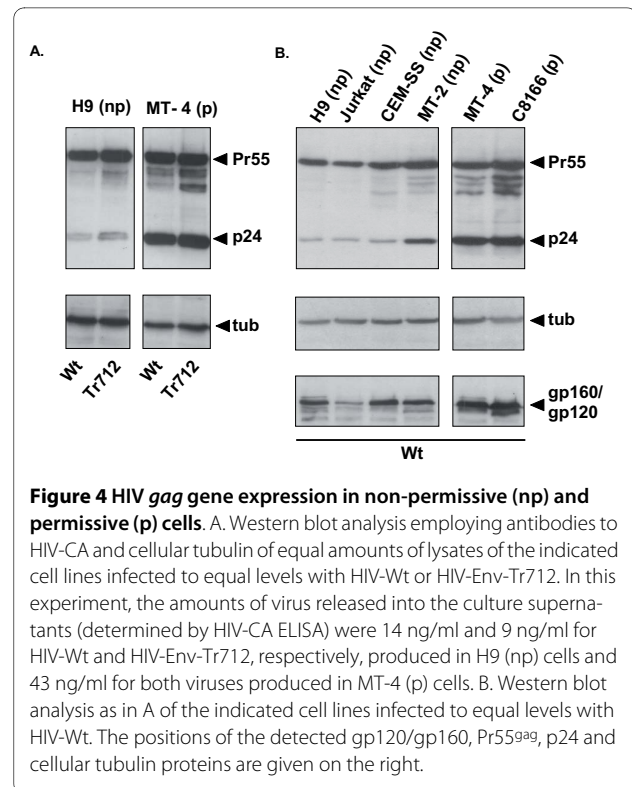 A.
H9 (np) MT- 4 (p)
Pr55
p24
tub
Wt Tr712 Wt Tr712
B.
H9 (np) Jurkat (np) CEM-SS (np) MT-2 (np) MT-4 (p) C8166 (p)
Pr55
p24
tub
gp160/
gp120
Wt
Figure 4 HIV gag gene expression in non-permissive (np) and
permissive (p) cells. A. Western blot analysis employing antibodies to
HIV-CA and cellular tubulin of equal amounts of lysates of the indicated
cell lines infected to equal levels with HIV-Wt or HIV-Env-Tr712. In this
experiment, the amounts of virus released into the culture superna-
tants (determined by HIV-CA ELISA) were 14 ng/ml and 9 ng/ml for
HIV-Wt and HIV-Env-Tr712, respectively, produced in H9 (np) cells and
43 ng/ml for both viruses produced in MT-4 (p) cells. B. Western blot
analysis as in A of the indicated cell lines infected to equal levels with
HIV-Wt. The positions of the detected gp120/gp160, Pr55gag, p24 and
cellular tubulin proteins are given on the right.